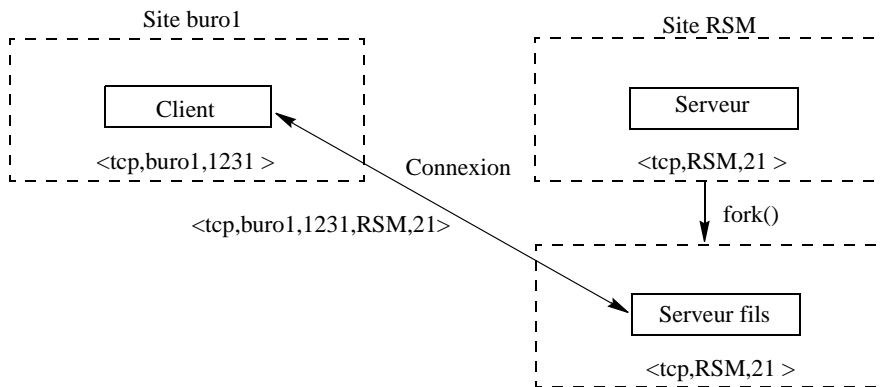 Site buro1
Site RSM
Client
Serveur
<tcp,buro1,1231 >
<tcp,RSM,21 >
Connexion
fork()
<tcp,buro1,1231,RSM,21>
Serveur fils
<tcp,RSM,21 >